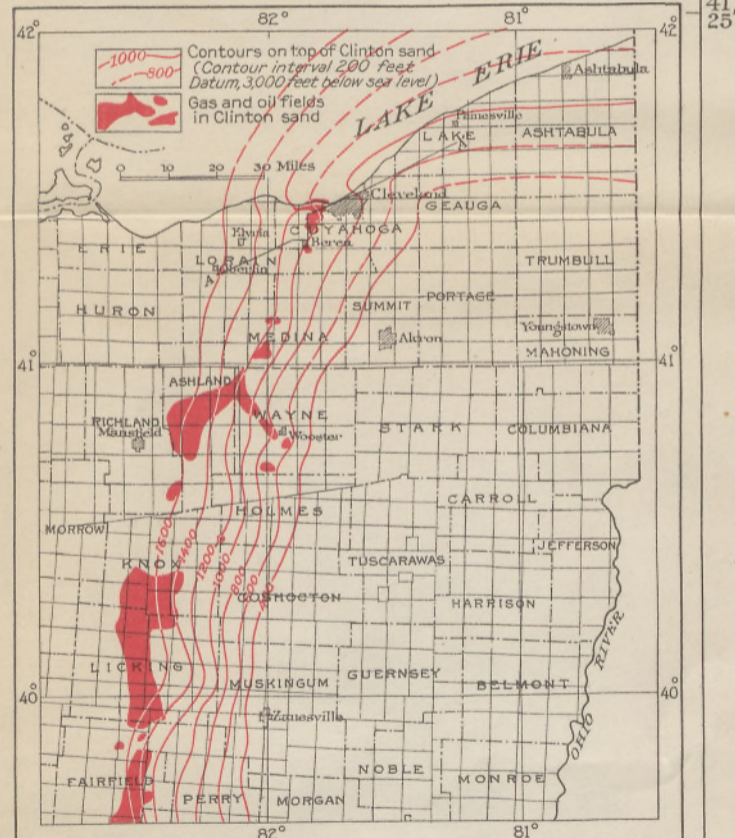 82°
81°
42°
42°
41°
25'
1000
800
Contours on top of Clinton sand
(Contour interval 200 feet
Datum, 3,000 feet below sea level)
Gas and oil fields
in Clinton sand
0 10 20 30 Miles
LAKE ERIE
Ashtabula
Painesville
LAKE
ASHTABULA
A'
Cleveland
GEAUGA
CUYAHOGA
Elyria
Berea
ERIE
LORAIN
Oberlin
A
TRUMBULL
HURON
SUMMIT
PORTAGE
MEDINA
Akron
Youngstown
MAHONING
41°
41°
ASHLAND
RICHLAND
Mansfield
WAYNE
Wooster
STARK
COLUMBIANA
HOLMES
CARROLL
MORROW
JEFFERSON
KNOX
1600
1400
1200
1000
800
600
400
TUSCARAWAS
COSHOCTON
HARRISON
LICKING
MUSKINGUM
GUERNSEY
BELMONT
OHIO RIVER
40°
40°
Zanesville
FAIRFIELD
PERRY
MORGAN
NOBLE
MONROE
82°
81°